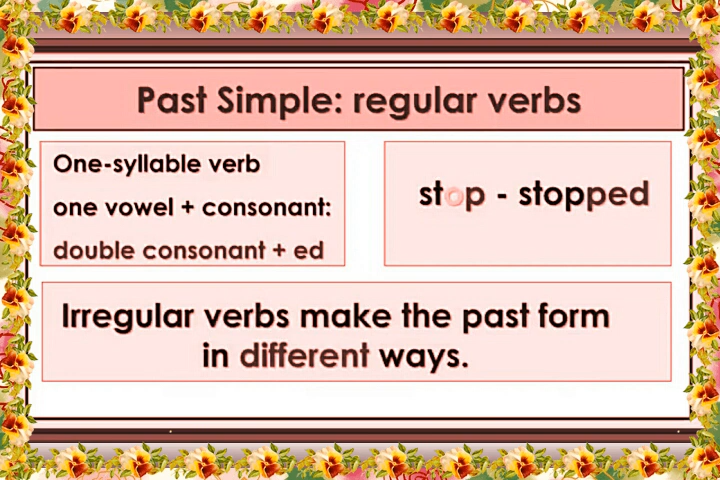 Past Simple: regular verbs
One-syllable verb
one vowel + consonant:
double consonant + ed
stop - stopped
Irregular verbs make the past form
in different ways.